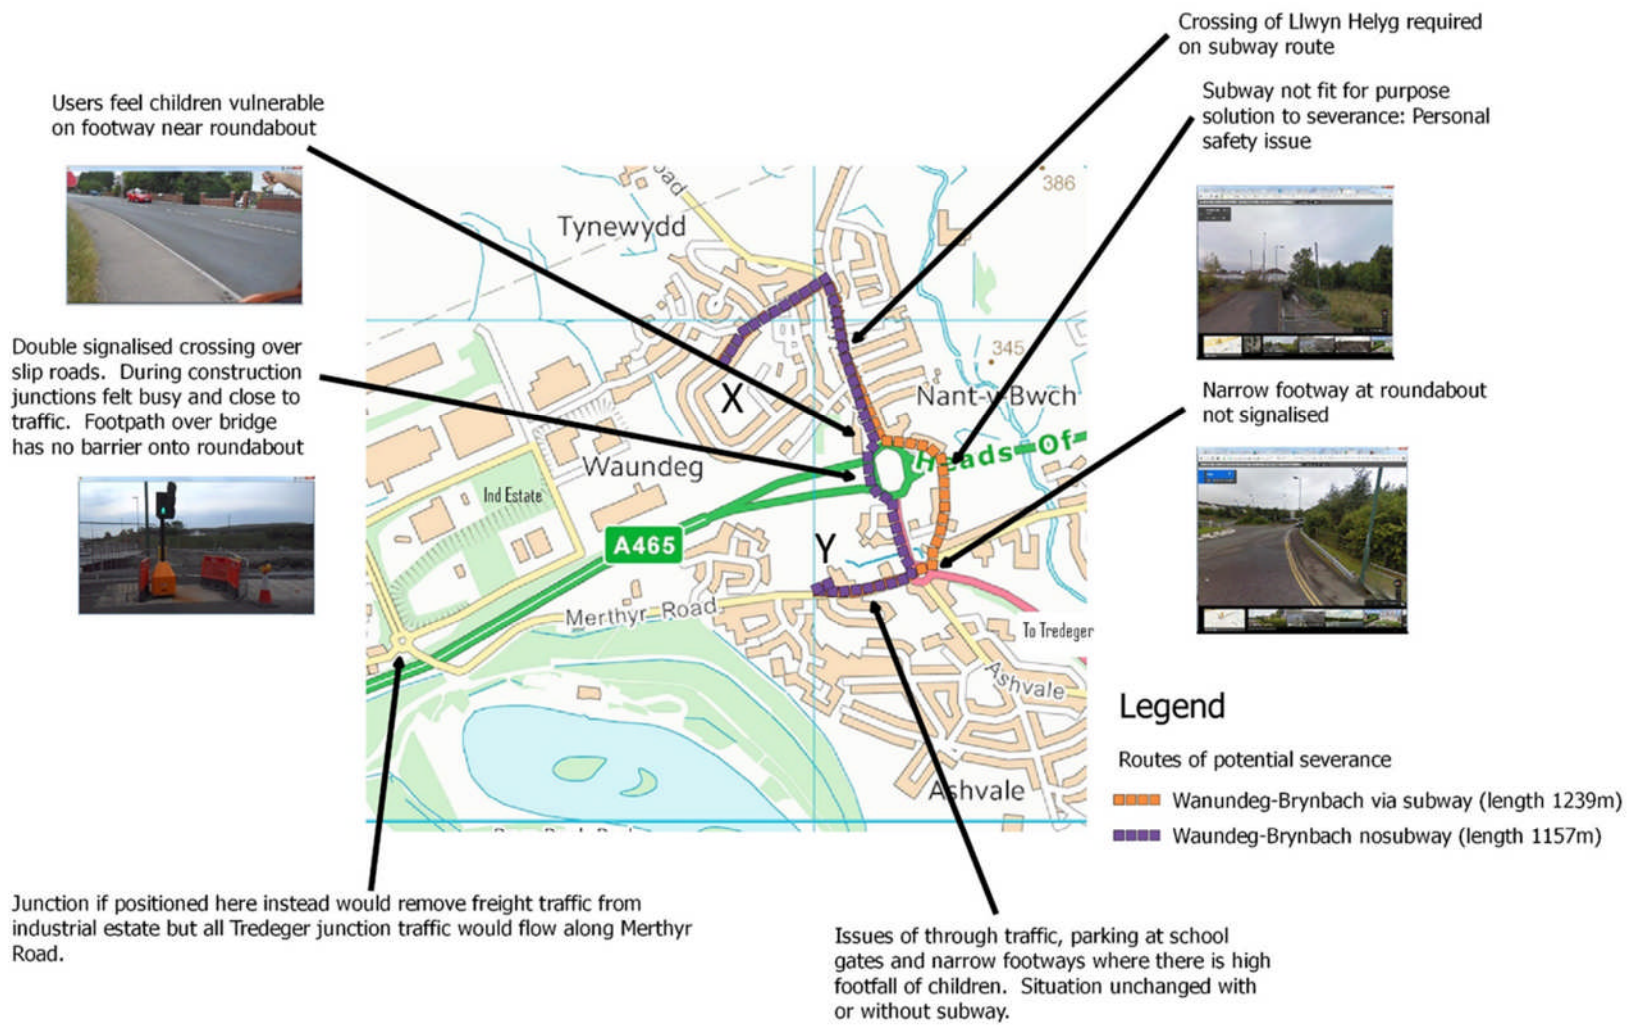 Crossing of Llwyn Helyg required
on subway route
Users feel children vulnerable
on footway near roundabout
Subway not fit for purpose
solution to severance: Personal
safety issue
Double signalised crossing over
slip roads.  During construction
junctions felt busy and close to
traffic.  Footpath over bridge
has no barrier onto roundabout
Narrow footway at roundabout
not signalised
oad
386
Tynewydd
345
Nant-y-Bwch
X
Heads Of
Waundeg
Ind Estate
A465
Y
Merthyr Road
To Tredeger
Ashvale
Ashvale
Legend
Routes of potential severance
Wanundeg-Brynbach via subway (length 1239m)
Waundeg-Brynbach nosubway (length 1157m)
Junction if positioned here instead would remove freight traffic from
industrial estate but all Tredeger junction traffic would flow along Merthyr
Road.
Issues of through traffic, parking at school
gates and narrow footways where there is high
footfall of children.  Situation unchanged with
or without subway.